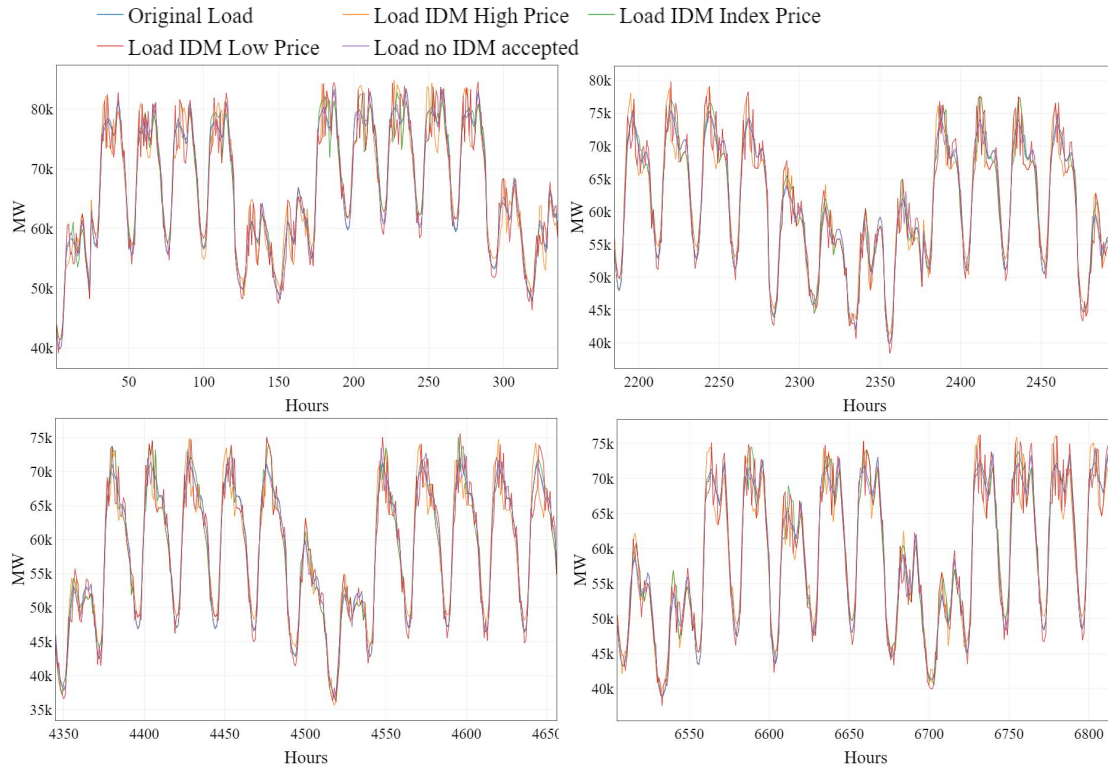 Original Load Load IDM High Price Load IDM Index Price
Load IDM Low Price Load no IDM accepted
80k
70k
60k
50k
40k
MW
50 100 150 200 250 300
Hours
80k
75k
70k
65k
60k
55k
50k
45k
40k
MW
2200 2250 2300 2350 2400 2450
Hours
75k
70k
65k
60k
55k
50k
45k
40k
35k
MW
4350 4400 4450 4500 4550 4600 4650
Hours
75k
70k
65k
60k
55k
50k
45k
40k
MW
6550 6600 6650 6700 6750 6800
Hours